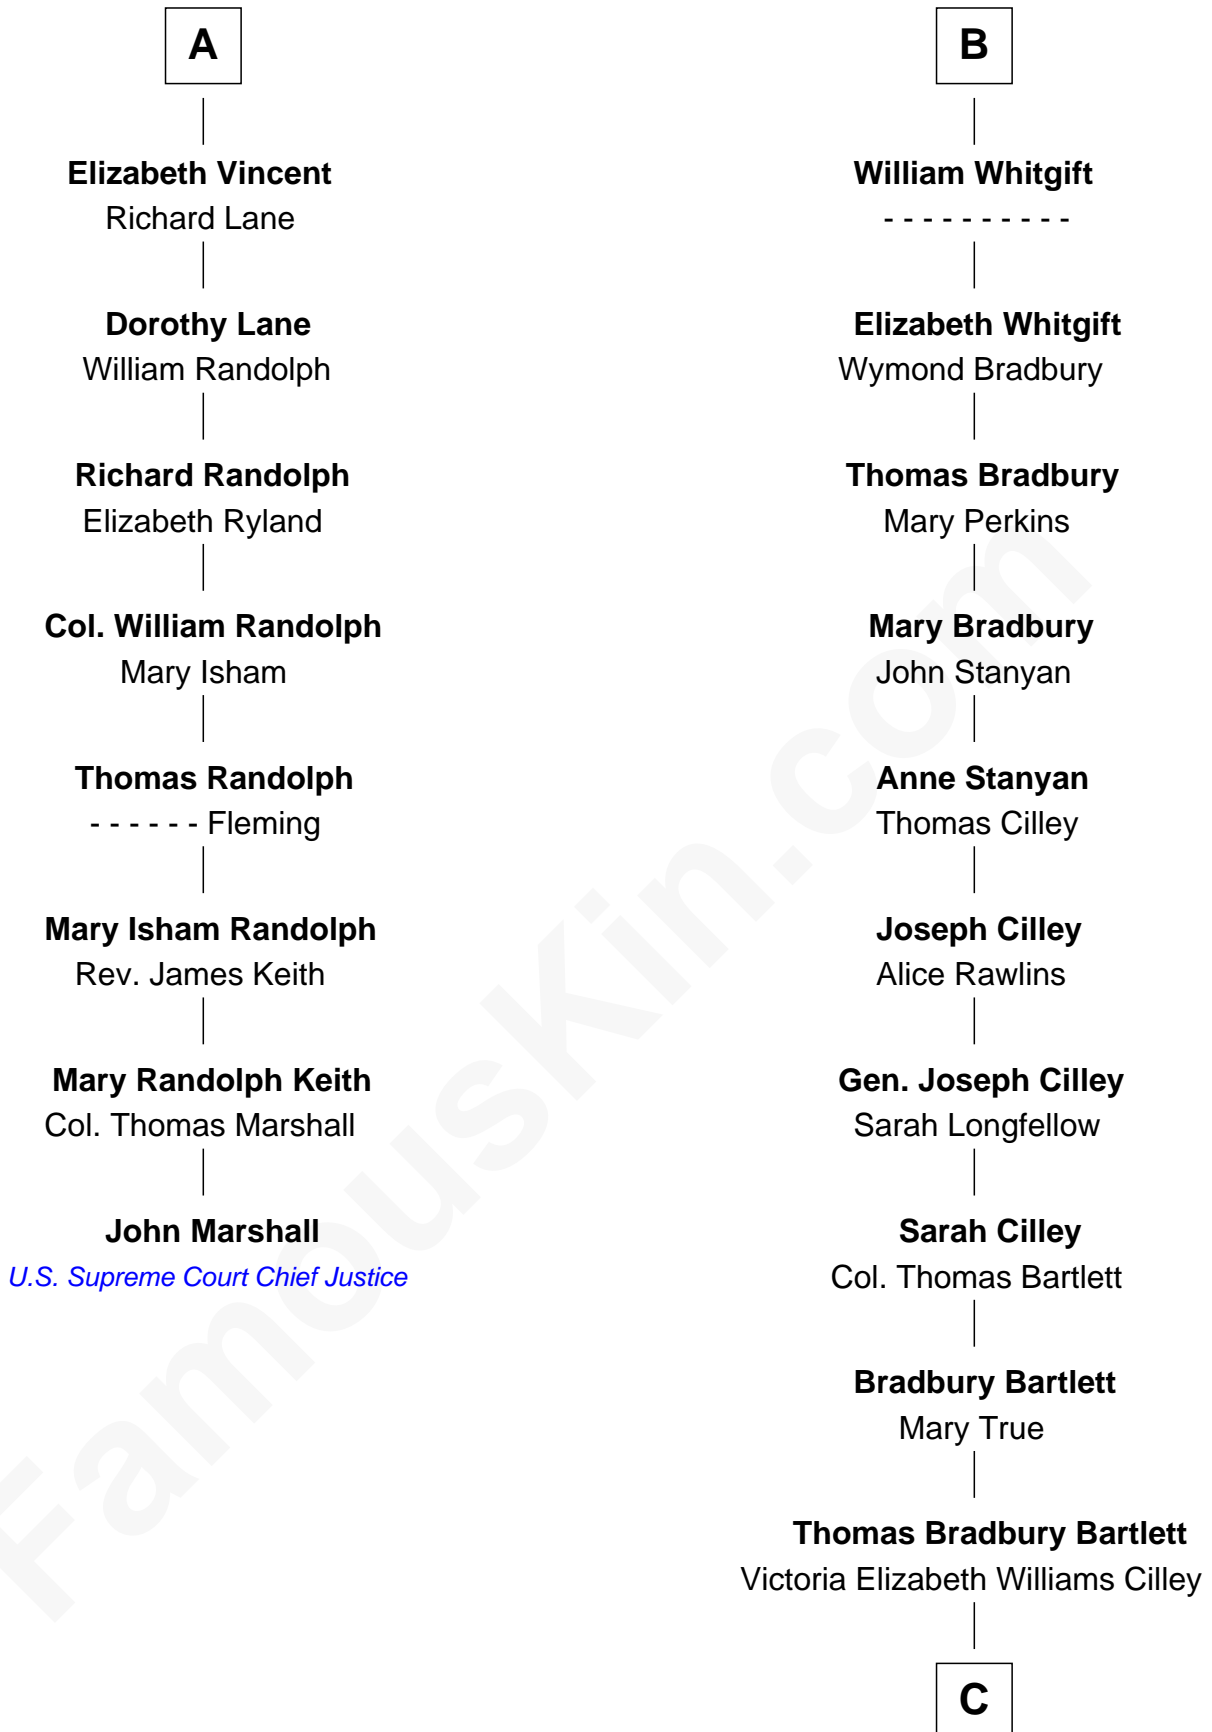 A
Elizabeth Vincent
Richard Lane
Dorothy Lane
William Randolph
Richard Randolph
Elizabeth Ryland
Col. William Randolph
Mary Isham
Thomas Randolph
- - - - - - Fleming
Mary Isham Randolph
Rev. James Keith
Mary Randolph Keith
Col. Thomas Marshall
John Marshall
U.S. Supreme Court Chief Justice
B
William Whitgift
- - - - - - - - - -
Elizabeth Whitgift
Wymond Bradbury
Thomas Bradbury
Mary Perkins
Mary Bradbury
John Stanyan
Anne Stanyan
Thomas Cilley
Joseph Cilley
Alice Rawlins
Gen. Joseph Cilley
Sarah Longfellow
Sarah Cilley
Col. Thomas Bartlett
Bradbury Bartlett
Mary True
Thomas Bradbury Bartlett
Victoria Elizabeth Williams Cilley
C
FamousKin.com